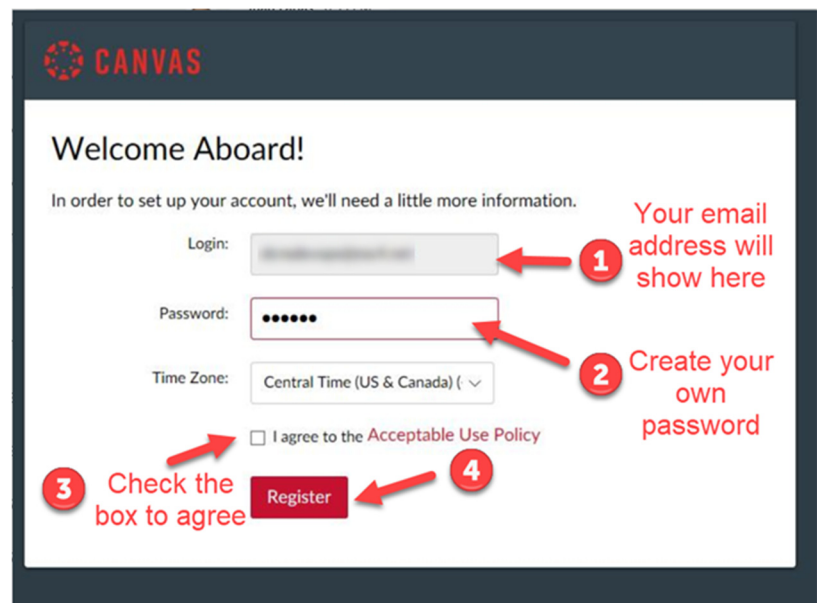 CANVAS
Welcome Aboard!
In order to set up your account, we'll need a little more information.
Login:
1
Your email
address will
show here
Password:
••••••
2
Create your
own
password
Time Zone:
Central Time (US & Canada) (
I agree to the Acceptable Use Policy
3
Check the
box to agree
Register
4